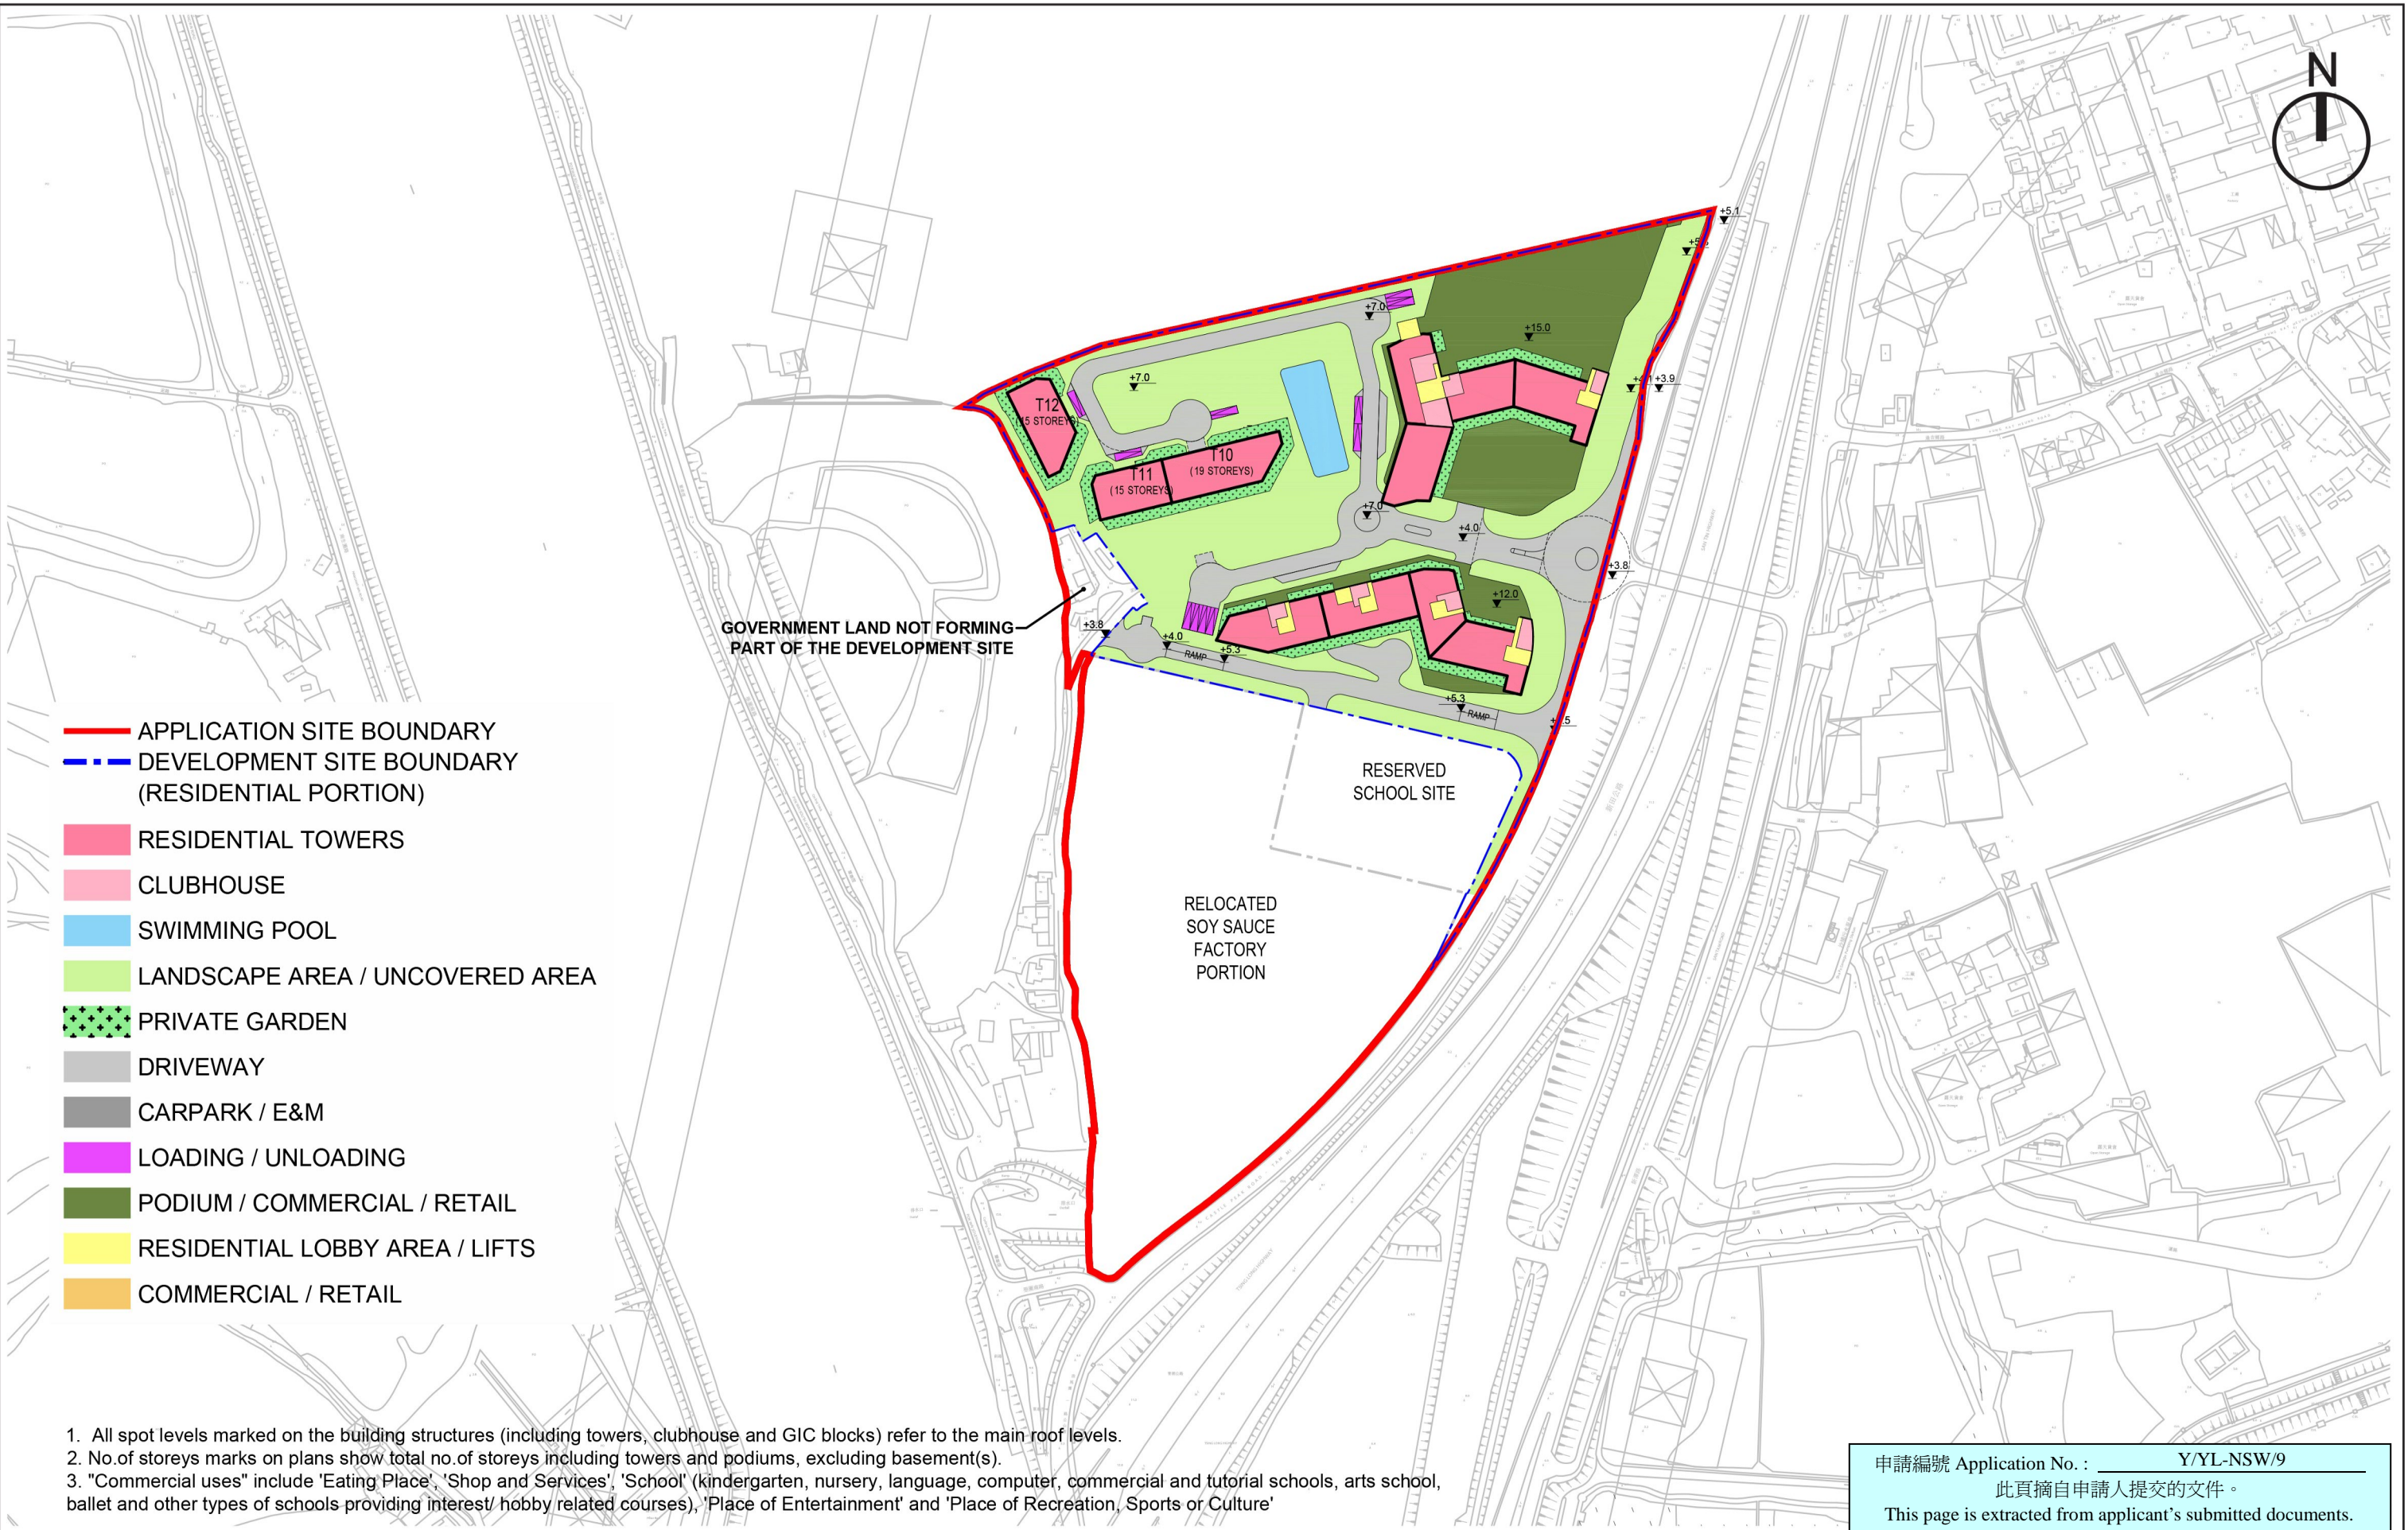 N
+5.1
+7.0
+15.0
+7.0
+3.9
T12
(15 STOREYS)
T10
(19 STOREYS)
T11
(15 STOREYS)
+7.0
+4.0
+3.8
+12.0
GOVERNMENT LAND NOT FORMING
PART OF THE DEVELOPMENT SITE
+3.8
+4.0
RAMP
+5.3
+5.3
RAMP
RESERVED
SCHOOL SITE
RELOCATED
SOY SAUCE
FACTORY
PORTION
APPLICATION SITE BOUNDARY
DEVELOPMENT SITE BOUNDARY
(RESIDENTIAL PORTION)
RESIDENTIAL TOWERS
CLUBHOUSE
SWIMMING POOL
LANDSCAPE AREA / UNCOVERED AREA
PRIVATE GARDEN
DRIVEWAY
CARPARK / E&M
LOADING / UNLOADING
PODIUM / COMMERCIAL / RETAIL
RESIDENTIAL LOBBY AREA / LIFTS
COMMERCIAL / RETAIL
1. All spot levels marked on the building structures (including towers, clubhouse and GIC blocks) refer to the main roof levels.
2. No.of storeys marks on plans show total no.of storeys including towers and podiums, excluding basement(s).
3. "Commercial uses" include 'Eating Place', 'Shop and Services', 'School' (kindergarten, nursery, language, computer, commercial and tutorial schools, arts school,
ballet and other types of schools providing interest/ hobby related courses), 'Place of Entertainment' and 'Place of Recreation, Sports or Culture'
申請編號 Application No. : Y/YL-NSW/9
此頁摘自申請人提交的文件。
This page is extracted from applicant's submitted documents.